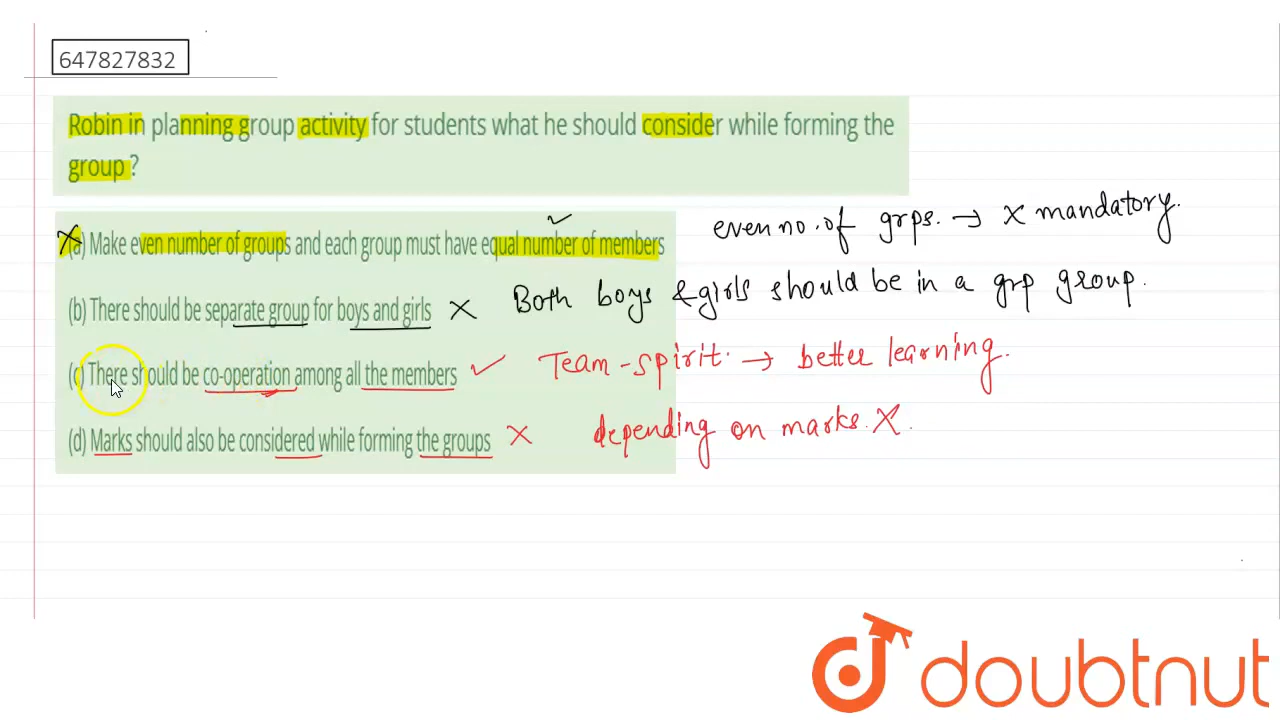 647827832
Robin in planning group activity for students what he should consider while forming the
group ?
(a) Make even number of groups and each group must have equal number of members
even no. of grps. → x mandatory.
(b) There should be separate group for boys and girls x Both boys & girls should be in a grp group.
(c) There should be co-operation among all the members ✓ Team-spirit. → better learning.
(d) Marks should also be considered while forming the groups x depending on marks. X.
doubtnut